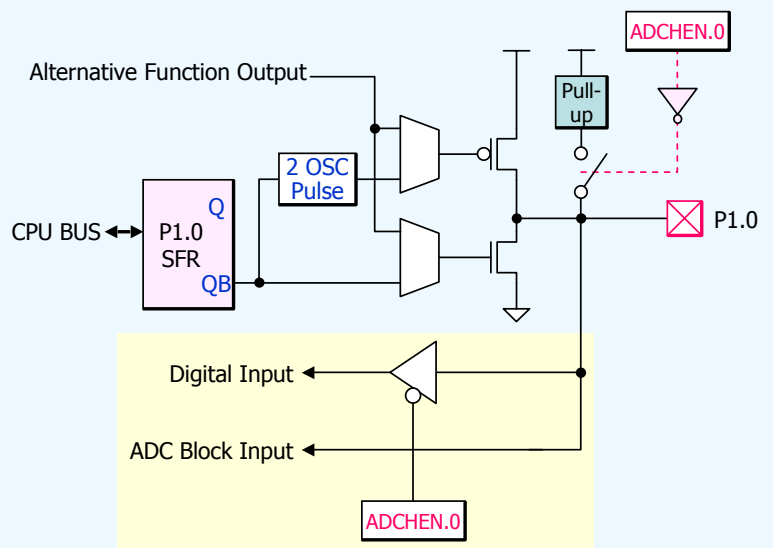 ADCHEN.0
Alternative Function Output
Pull-
up
2 OSC
Pulse
Q
CPU BUS
P1.0
SFR
P1.0
QB
Digital Input
ADC Block Input
ADCHEN.0